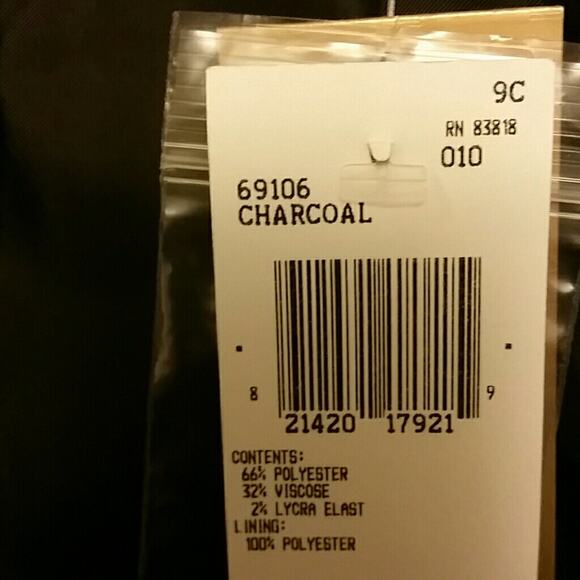 9C
RN 83818
010
69106
CHARCOAL
8 21420 17921 9
CONTENTS:
66% POLYESTER
32% VISCOSE
2% LYCRA ELAST
LINING:
100% POLYESTER